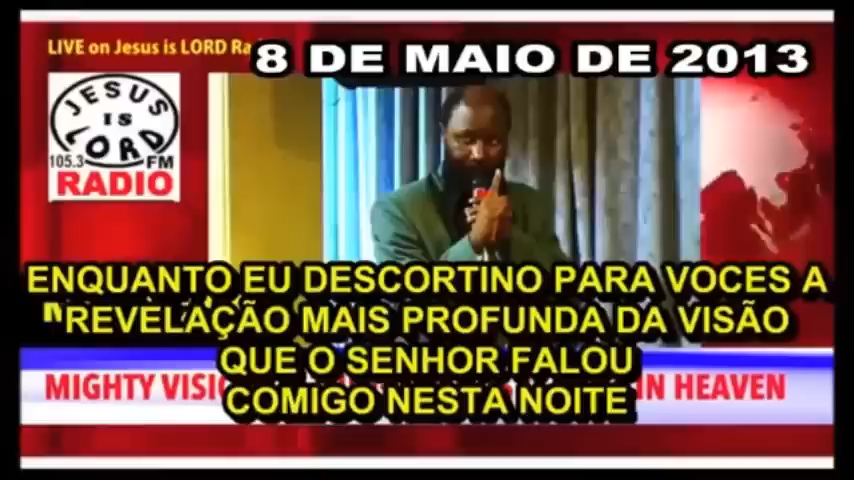 LIVE on Jesus is LORD Ra
8 DE MAIO DE 2013
JESUS
IS
LORD
105.3 FM
RADIO
ENQUANTO EU DESCORTINO PARA VOCES A
REVELAÇÃO MAIS PROFUNDA DA VISÃO
QUE O SENHOR FALOU
MIGHTY VISI IN HEAVEN
COMIGO NESTA NOITE